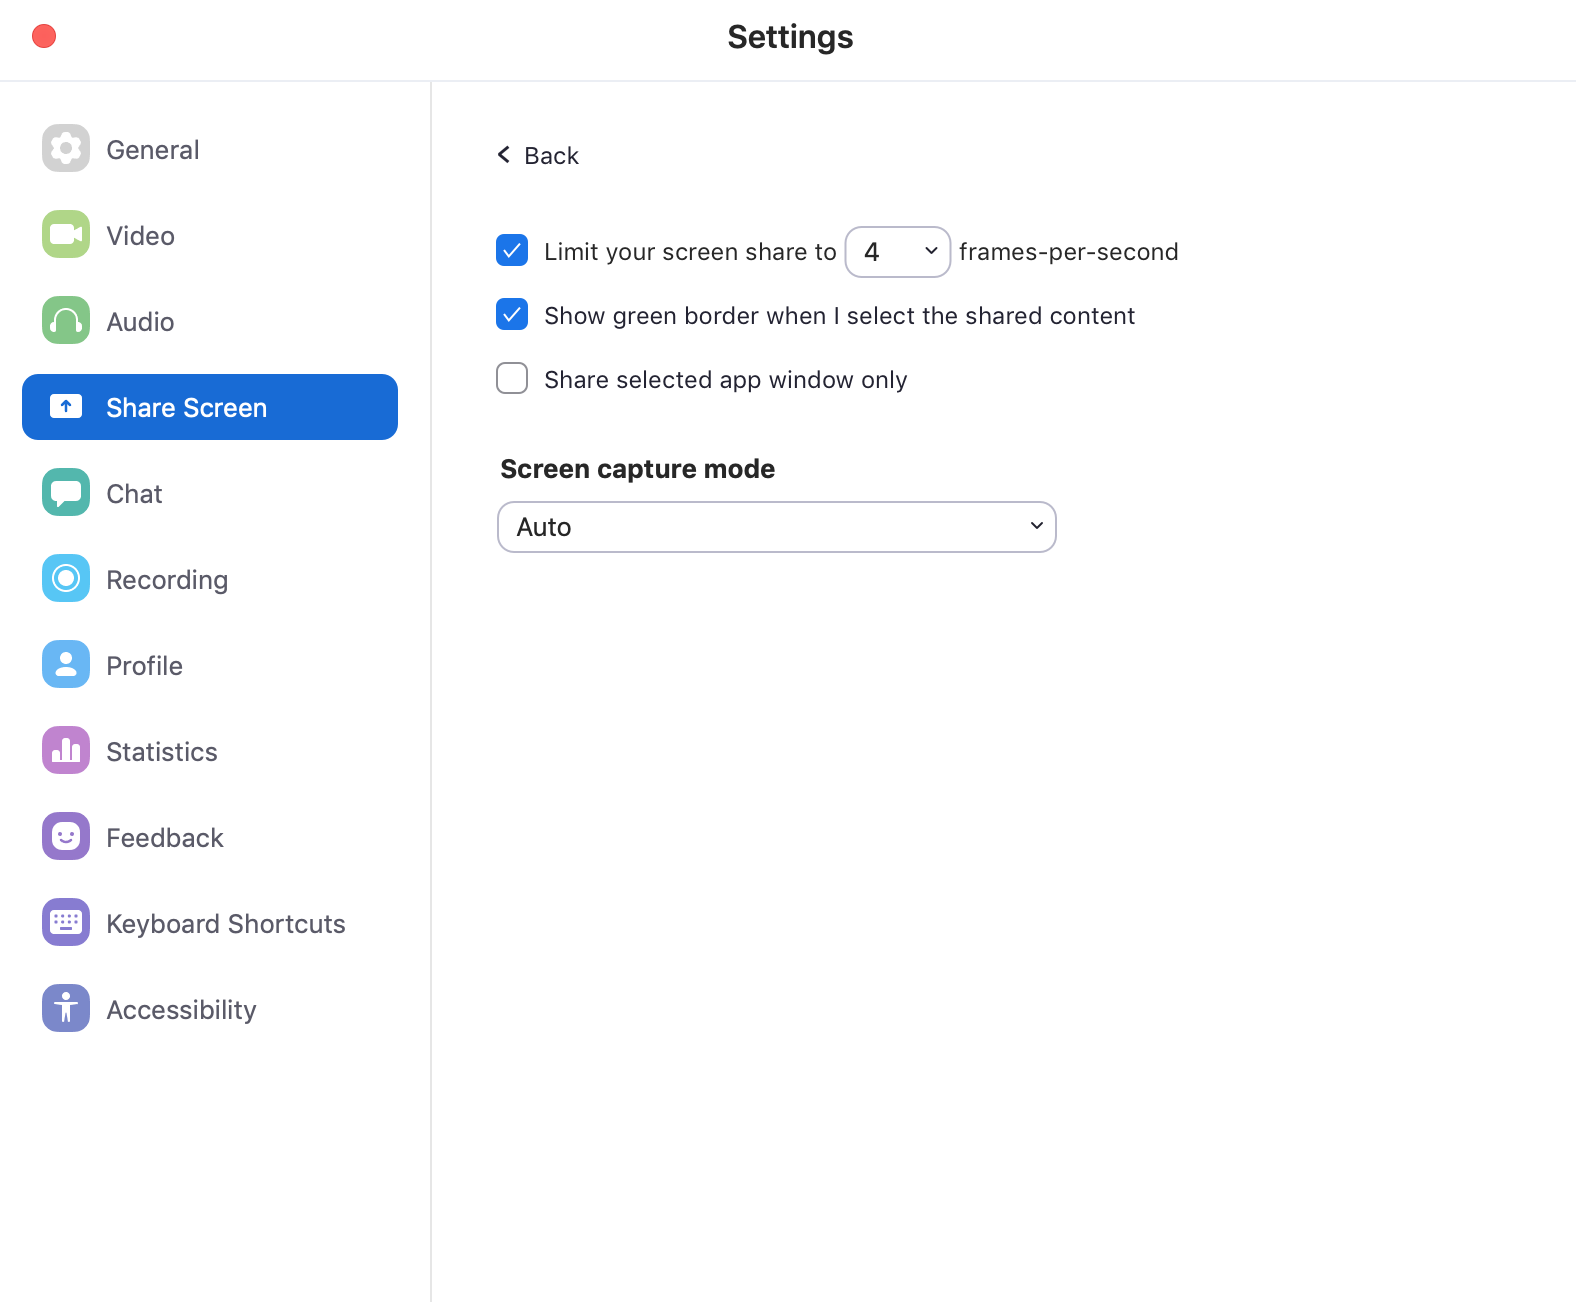 Settings
General
Video
Audio
Share Screen
Chat
Recording
Profile
Statistics
Feedback
Keyboard Shortcuts
Accessibility
Back
Limit your screen share to 4 frames-per-second
Show green border when I select the shared content
Share selected app window only
Screen capture mode
Auto